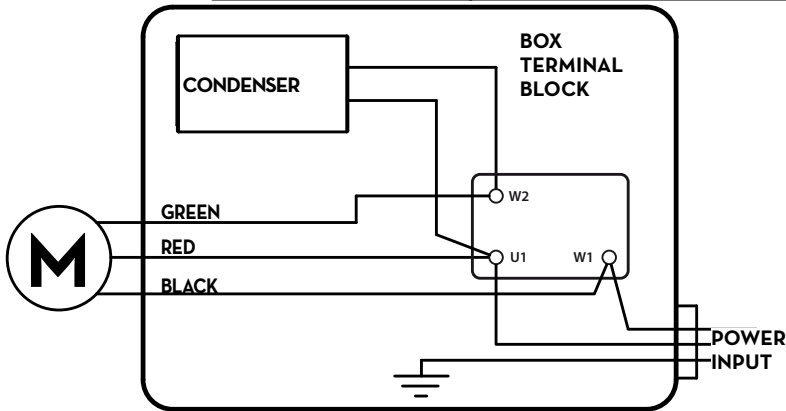 BOX
TERMINAL
BLOCK
CONDENSER
W2
GREEN
RED
U1
W1
M
BLACK
POWER
INPUT